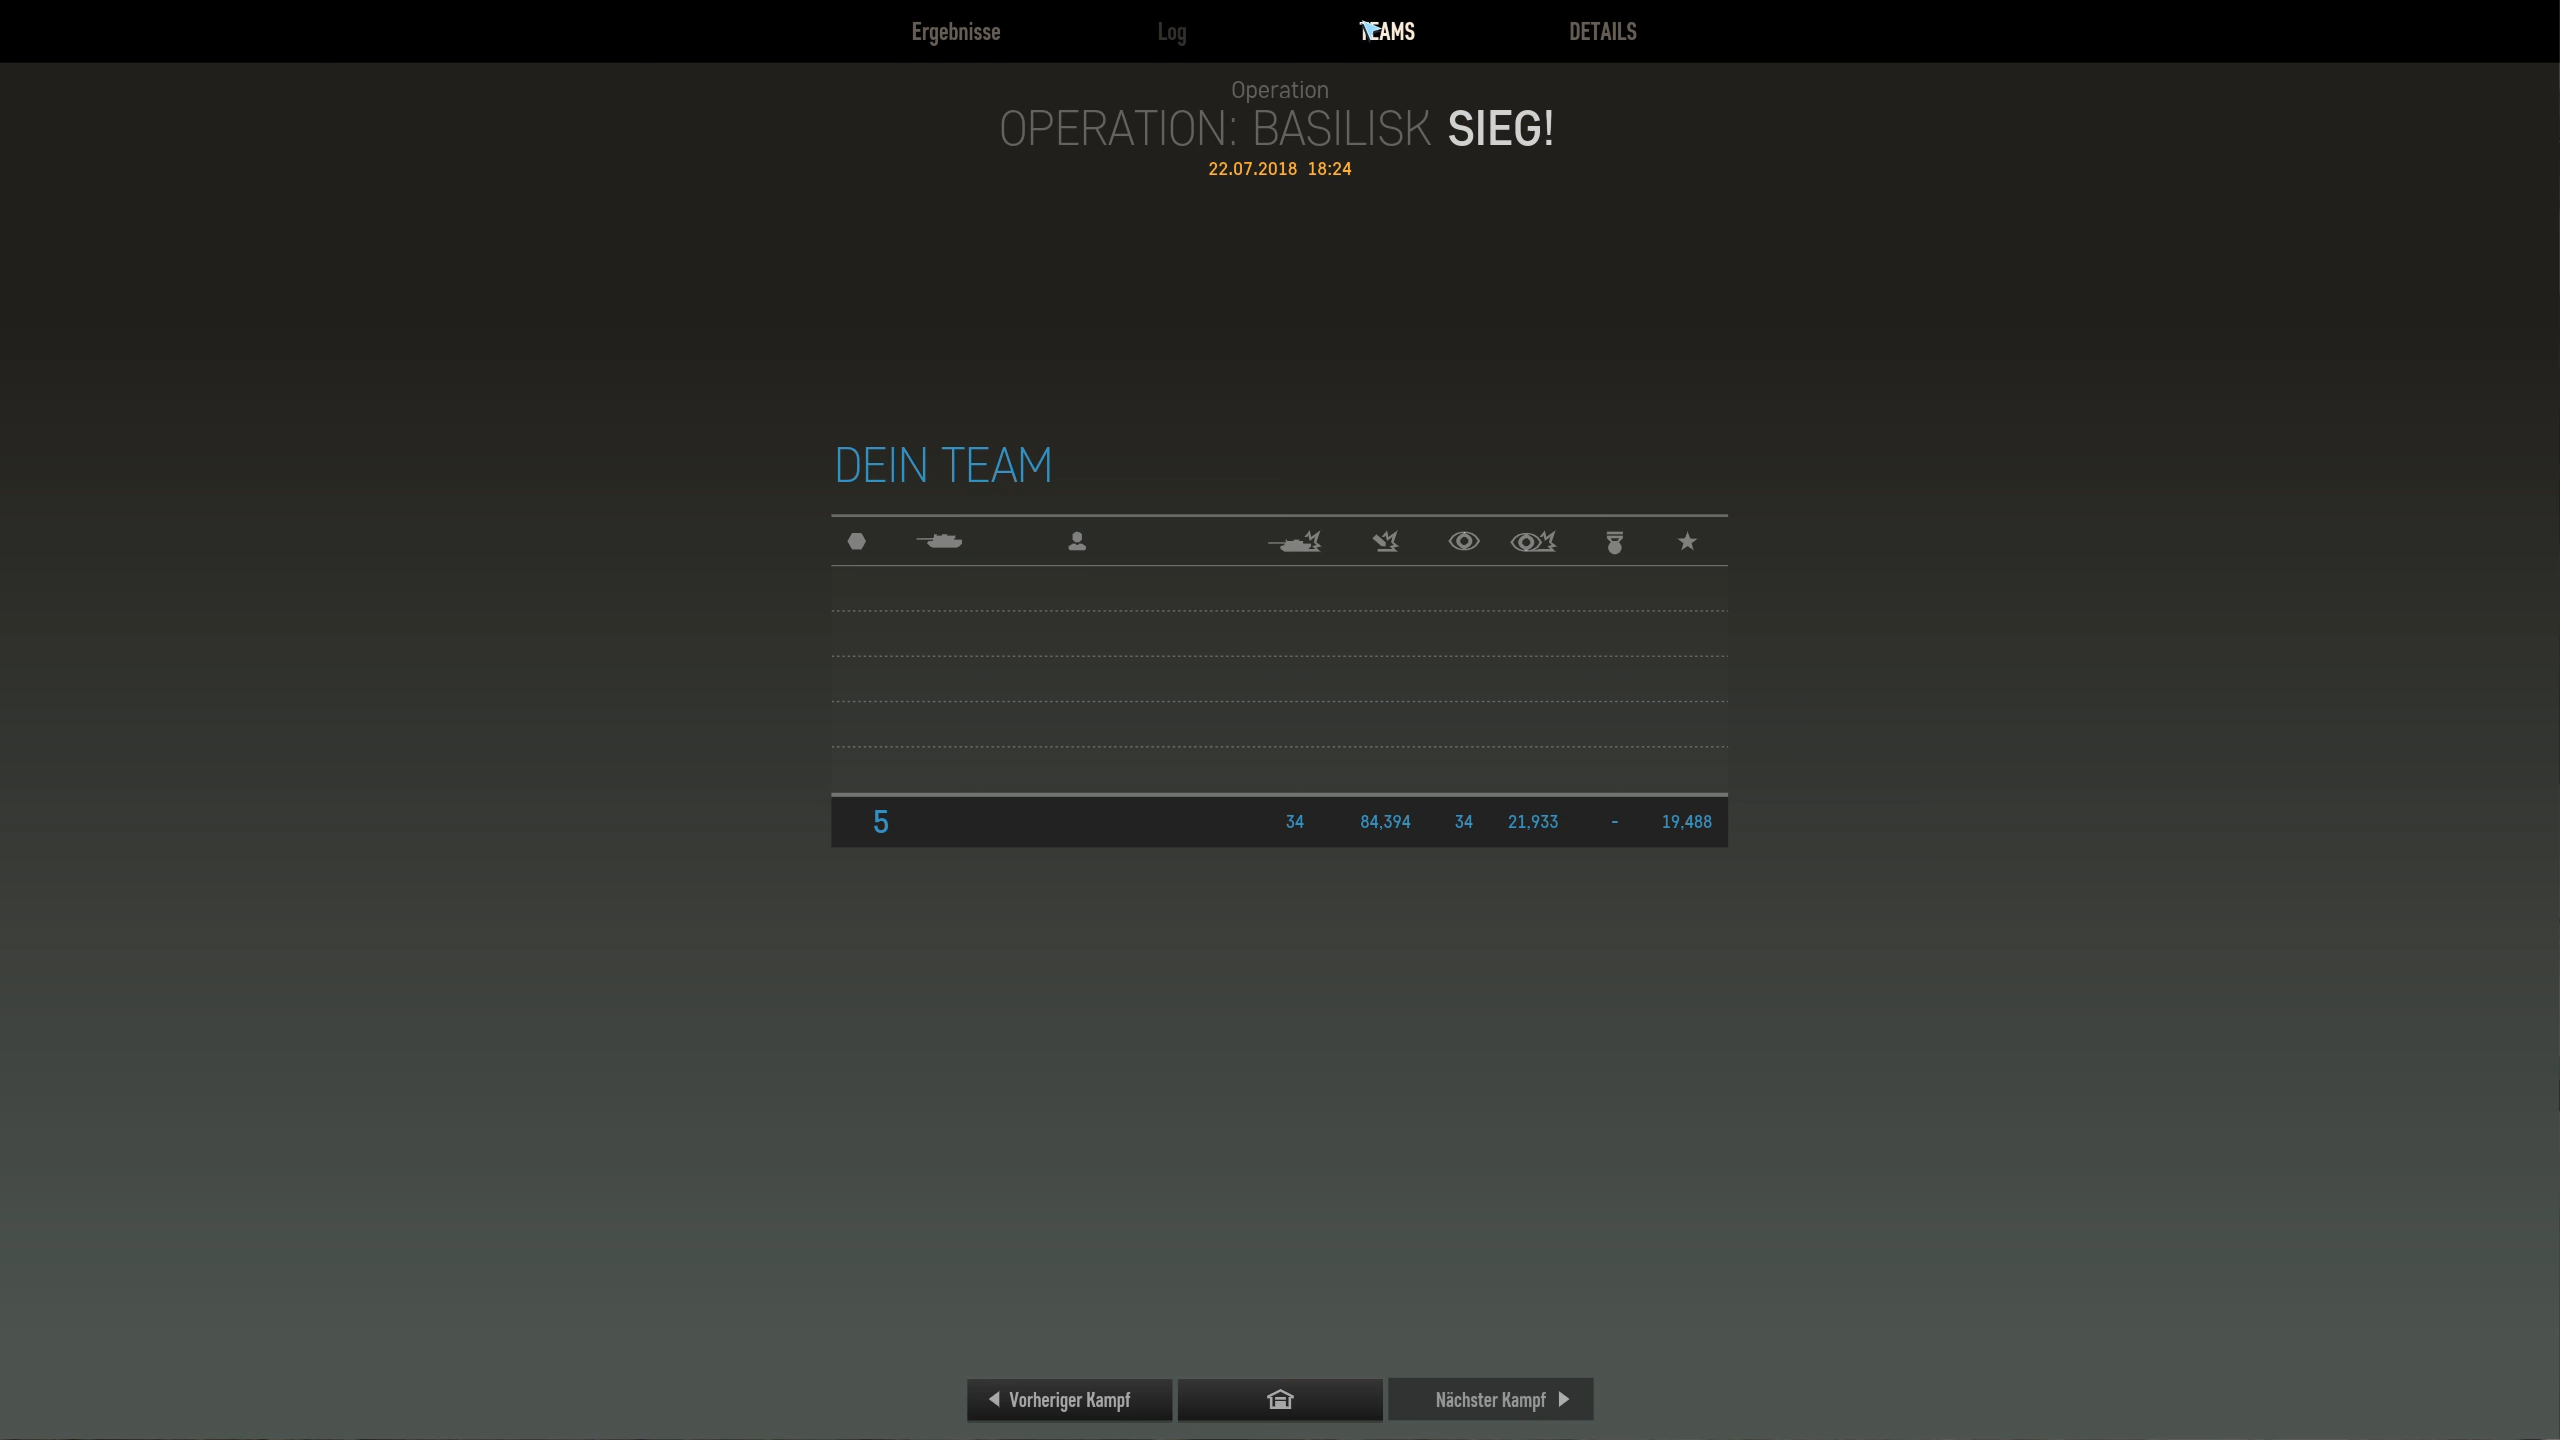 Ergebnisse Log TEAMS DETAILS
Operation
OPERATION: BASILISK SIEG!
22.07.2018 18:24
DEIN TEAM
5 34 84,394 34 21,933 - 19,488
Vorheriger Kampf Nächster Kampf